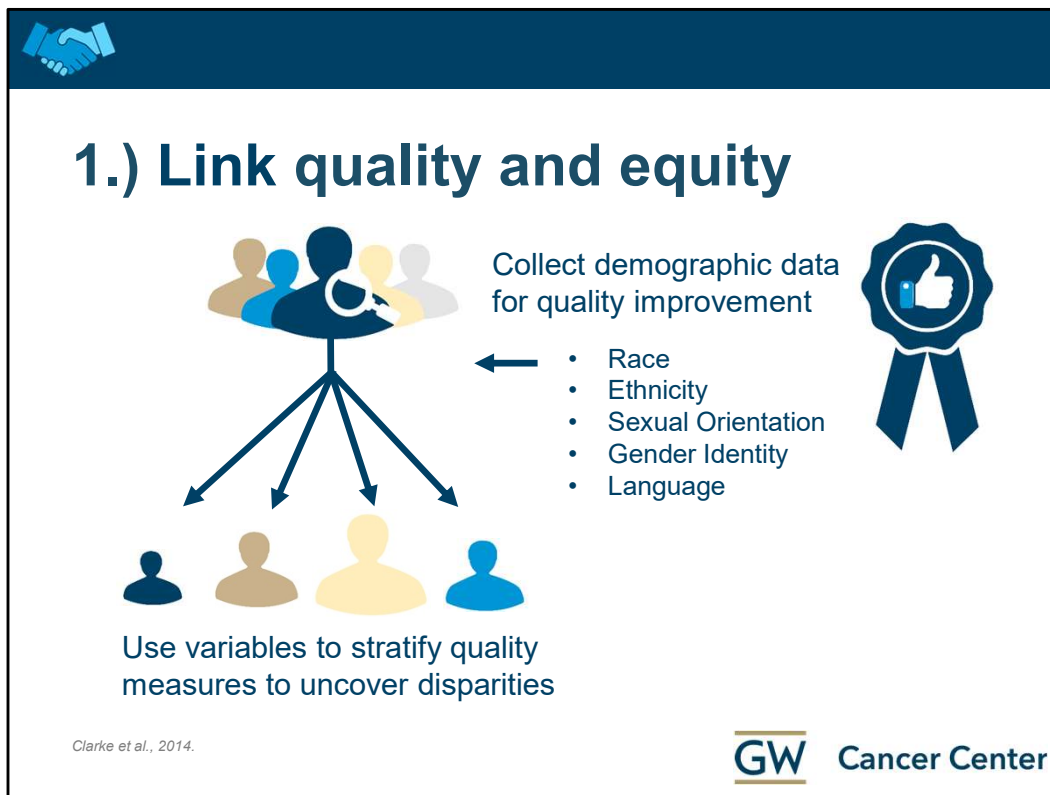 1.) Link quality and equity
Collect demographic data
for quality improvement
• Race
• Ethnicity
• Sexual Orientation
• Gender Identity
• Language
Use variables to stratify quality
measures to uncover disparities
Clarke et al., 2014.
GW Cancer Center